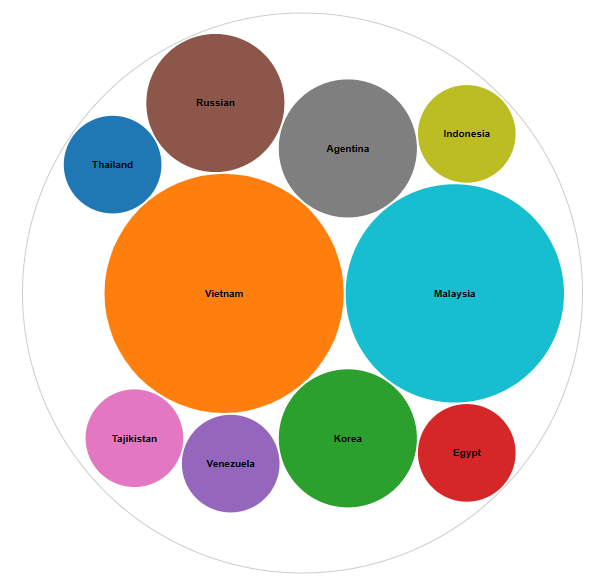 Russian
Agentina
Indonesia
Thailand
Vietnam
Malaysia
Tajikistan
Venezuela
Korea
Egypt